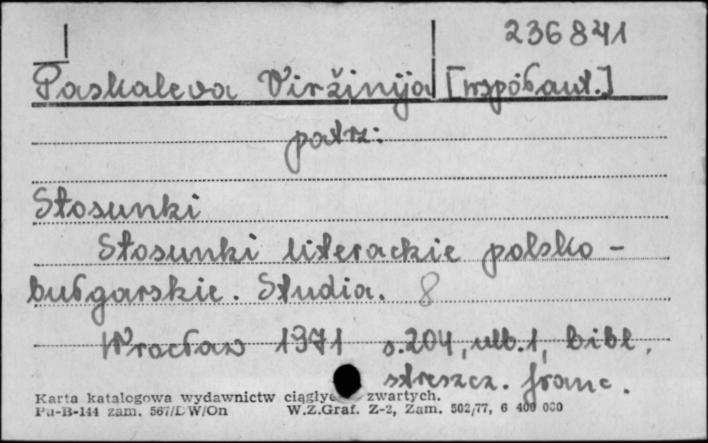 236841
Paskaleva Viržinija [współaut.]
patrz:
Stosunki
Stosunki literackie polsko-
bułgarskie. Studia. 8
Wrocław 1971 s. 204, ulb. 1, bibl.
streszcz. franc.
Karta katalogowa wydawnictw ciągłyc zwartych.
Pu-B-144 zam. 567/DW/On W.Z.Graf. Z-2, Zam. 502/77, 6 400 000